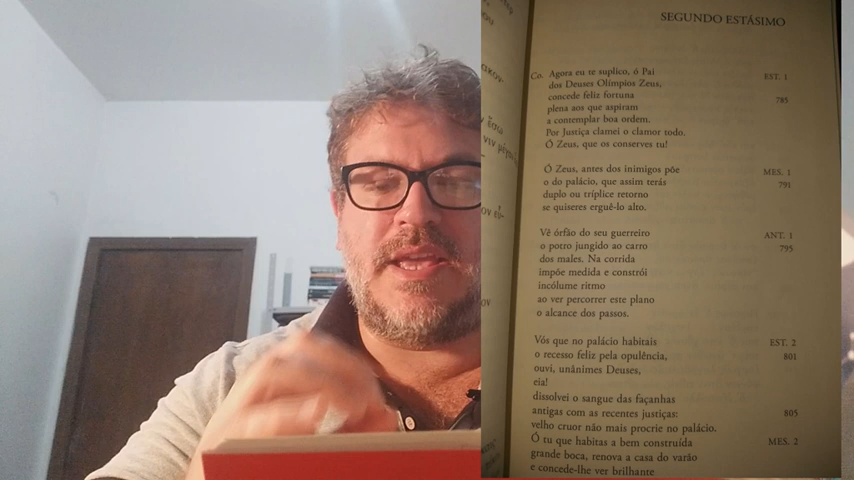 SEGUNDO ESTÁSIMO
Co. Agora eu te suplico, ó Pai EST. 1
dos Deuses Olímpios Zeus,
concede feliz fortuna 785
plena aos que aspiram
a contemplar boa ordem.
Por Justiça clamei o clamor todo.
Ó Zeus, que os conserves tu!
Ó Zeus, antes dos inimigos põe MES. 1
o do palácio, que assim terás 791
duplo ou tríplice retorno
se quiseres erguê-lo alto.
Vê órfão do seu guerreiro ANT. 1
o potro jungido ao carro 795
dos males. Na corrida
impõe medida e constrói
incólume ritmo
ao ver percorrer este plano
o alcance dos passos.
Vós que no palácio habitais EST. 2
o recesso feliz pela opulência, 801
ouvi, unânimes Deuses,
eia!
dissolvei o sangue das façanhas
antigas com as recentes justiças: 805
velho cruor não mais procrie no palácio.
Ó tu que habitas a bem construída MES. 2
grande boca, renova a casa do varão
e concede-lhe ver brilhante